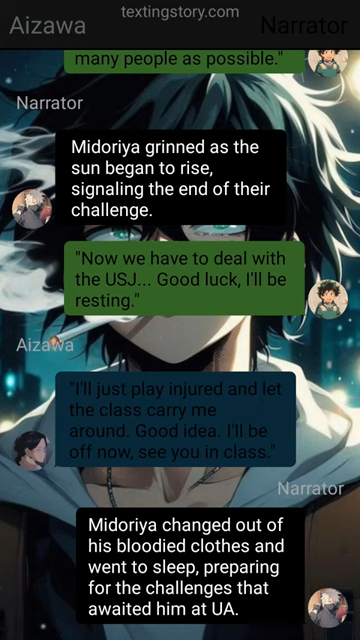 textingstory.com
Aizawa
Narrator
many people as possible."
Narrator
Midoriya grinned as the
sun began to rise,
signaling the end of their
challenge.
"Now we have to deal with
the USJ... Good luck, I'll be
resting."
Aizawa
"I'll just play injured and let
the class carry me
around. Good idea. I'll be
off now, see you in class."
Narrator
Midoriya changed out of
his bloodied clothes and
went to sleep, preparing
for the challenges that
awaited him at UA.